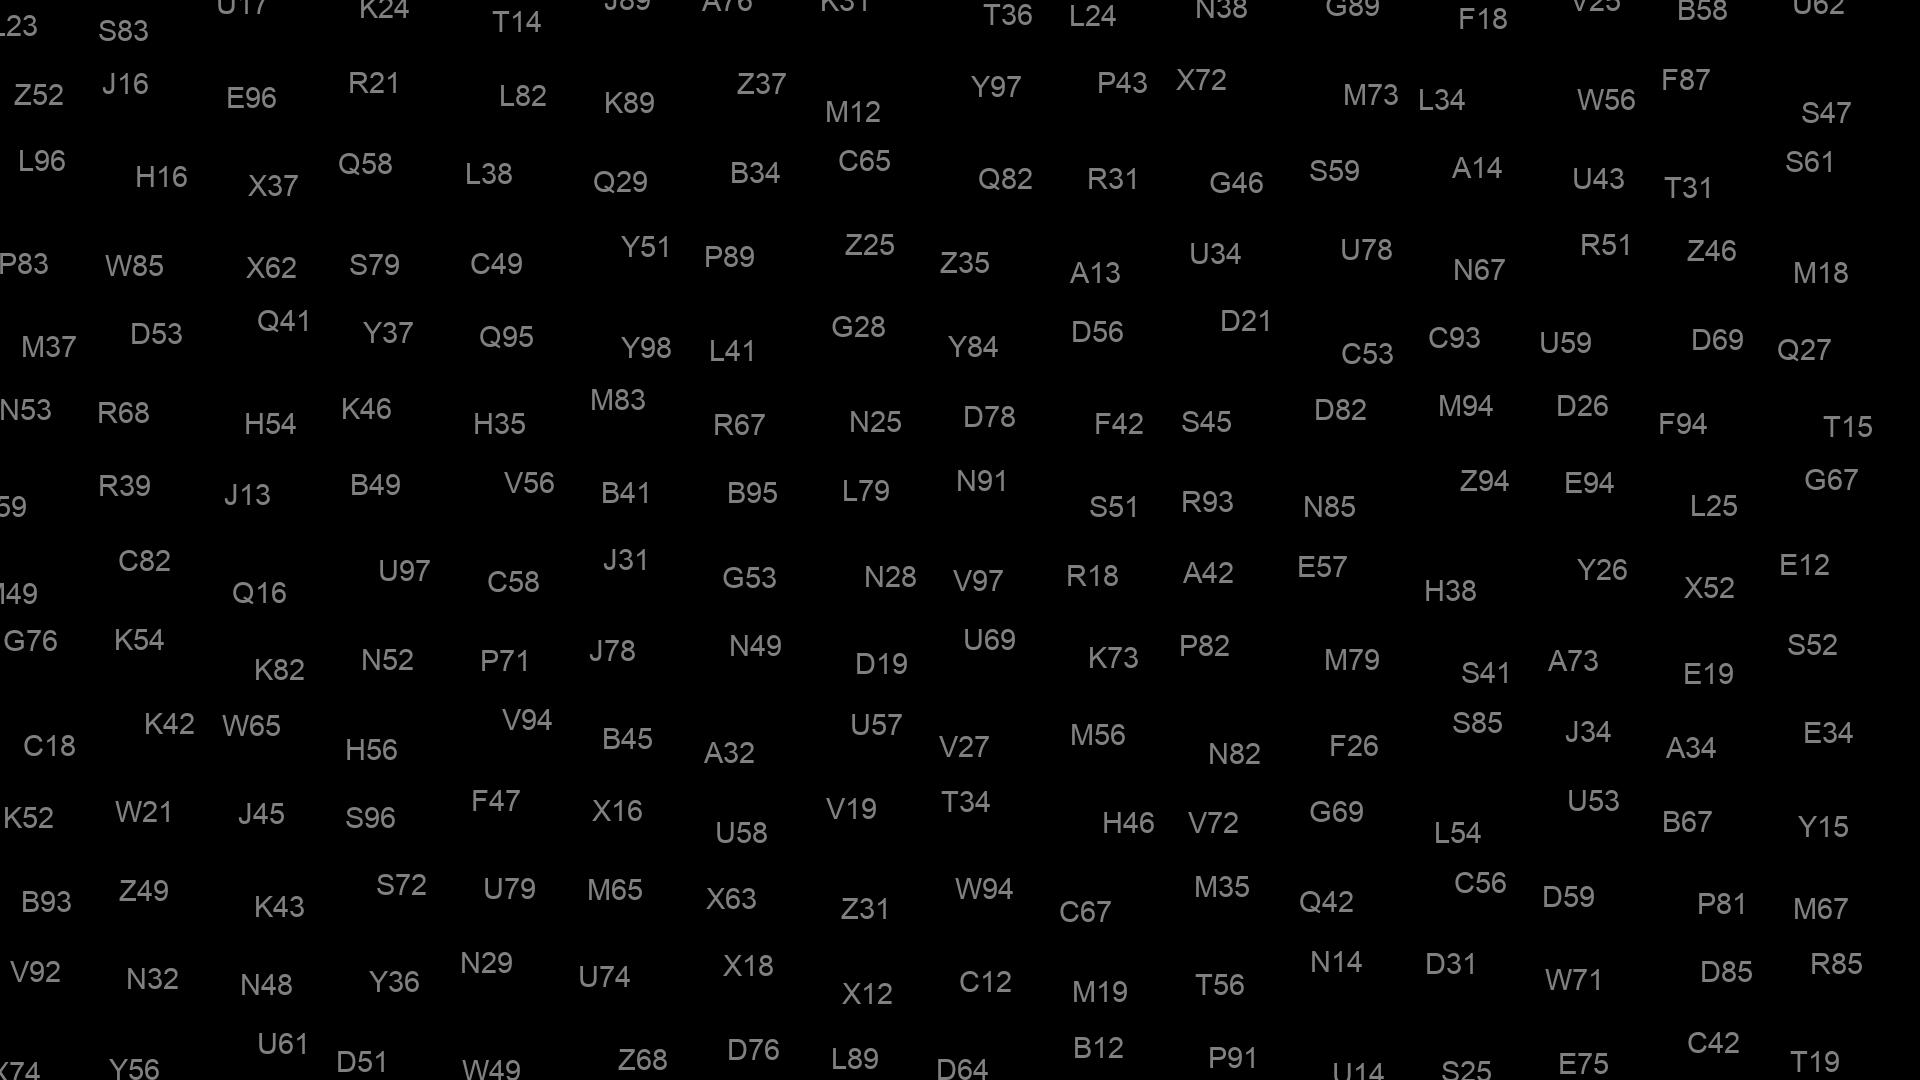 L23 S83 U17 K24 T14 J89 A76 K31 T36 L24 N38 G89 F18 V25 B58 U62
Z52 J16 E96 R21 L82 K89 Z37 M12 Y97 P43 X72 M73 L34 W56 F87 S47
L96 H16 X37 Q58 L38 Q29 B34 C65 Q82 R31 G46 S59 A14 U43 T31 S61
P83 W85 X62 S79 C49 Y51 P89 Z25 Z35 A13 U34 U78 N67 R51 Z46 M18
M37 D53 Q41 Y37 Q95 Y98 L41 G28 Y84 D56 D21 C53 C93 U59 D69 Q27
N53 R68 H54 K46 H35 M83 R67 N25 D78 F42 S45 D82 M94 D26 F94 T15
59 R39 J13 B49 V56 B41 B95 L79 N91 S51 R93 N85 Z94 E94 L25 G67
C82 Q16 U97 C58 J31 G53 N28 V97 R18 A42 E57 H38 Y26 X52 E12
G76 K54 K82 N52 P71 J78 N49 D19 U69 K73 P82 M79 S41 A73 E19 S52
C18 K42 W65 H56 V94 B45 A32 U57 V27 M56 N82 F26 S85 J34 A34 E34
K52 W21 J45 S96 F47 X16 U58 V19 T34 H46 V72 G69 L54 U53 B67 Y15
B93 Z49 K43 S72 U79 M65 X63 Z31 W94 C67 M35 Q42 C56 D59 P81 M67
V92 N32 N48 Y36 N29 U74 X18 X12 C12 M19 T56 N14 D31 W71 D85 R85
X74 Y56 U61 D51 W49 Z68 D76 L89 D64 B12 P91 U14 S25 E75 C42 T19